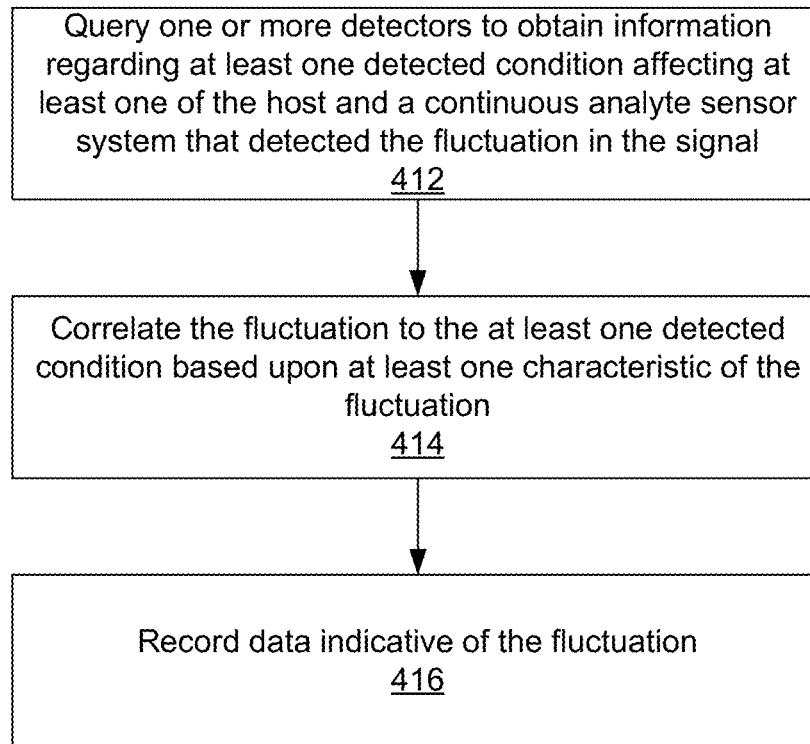 Query one or more detectors to obtain information
regarding at least one detected condition affecting at
least one of the host and a continuous analyte sensor
system that detected the fluctuation in the signal
412
Correlate the fluctuation to the at least one detected
condition based upon at least one characteristic of the
fluctuation
414
Record data indicative of the fluctuation
416